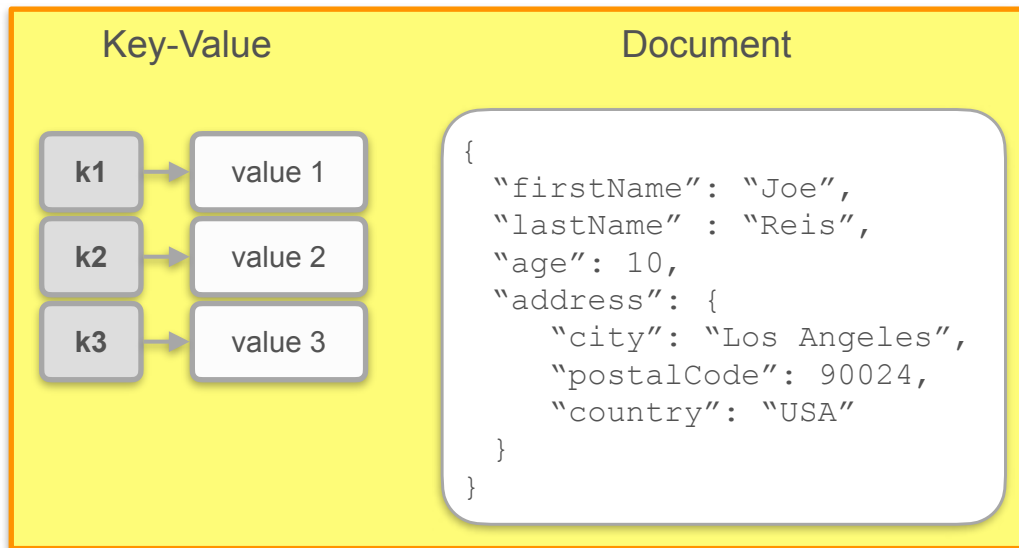 Key-Value
k1 value 1
k2 value 2
k3 value 3
Document
{
“firstName”: “Joe”,
“lastName” : “Reis”,
“age”: 10,
“address”: {
“city”: “Los Angeles”,
“postalCode”: 90024,
“country”: “USA”
}
}